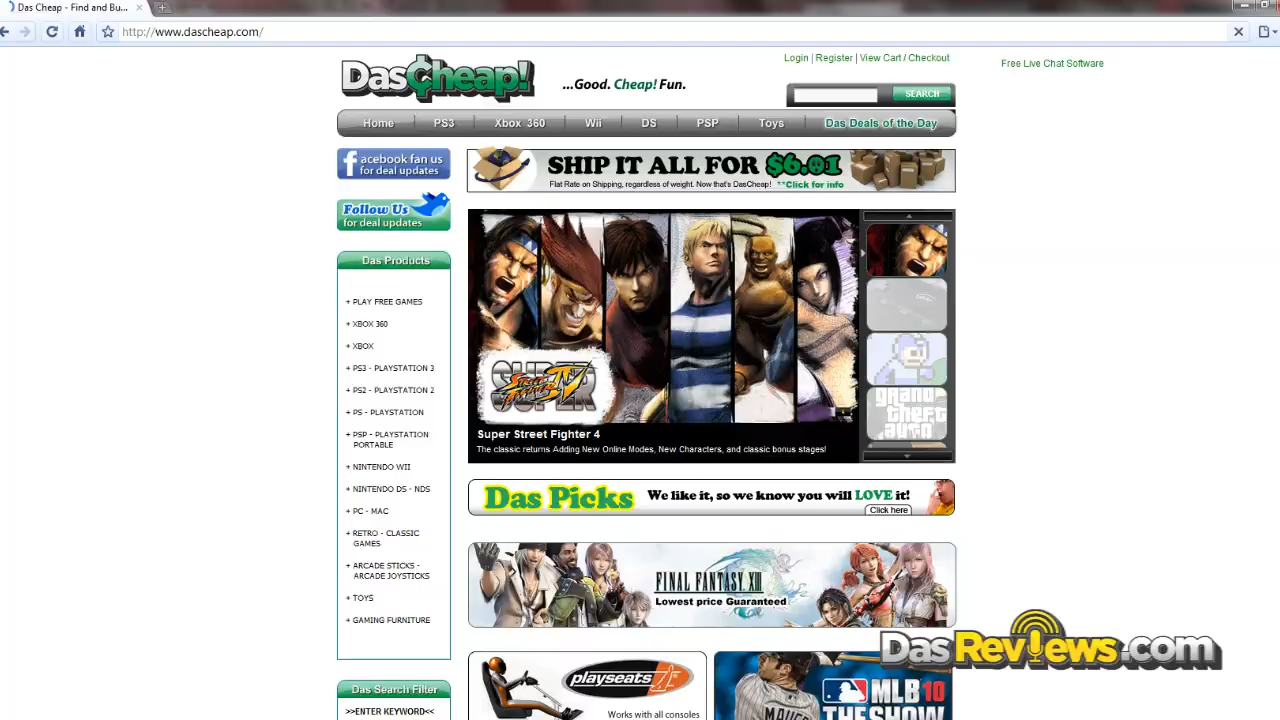 Das Cheap - Find and Bu...
http://www.dascheap.com/
Login | Register | View Cart / Checkout
Free Live Chat Software
Das Cheap!
...Good. Cheap! Fun.
SEARCH
Home PS3 Xbox 360 Wii DS PSP Toys Das Deals of the Day
facebook fan us
for deal updates
SHIP IT ALL FOR $6.01
Flat Rate on Shipping, regardless of weight. Now that's DasCheap! **Click for info
Follow Us
for deal updates
Das Products
+ PLAY FREE GAMES
+ XBOX 360
+ XBOX
+ PS3 - PLAYSTATION 3
+ PS2 - PLAYSTATION 2
+ PS - PLAYSTATION
+ PSP - PLAYSTATION
PORTABLE
+ NINTENDO WII
+ NINTENDO DS - NDS
+ PC - MAC
+ RETRO - CLASSIC
GAMES
+ ARCADE STICKS -
ARCADE JOYSTICKS
+ TOYS
+ GAMING FURNITURE
Das Search Filter
>>ENTER KEYWORD<<
SUPER
STREET FIGHTER IV
grand
theft
auto
Super Street Fighter 4
The classic returns Adding New Online Modes, New Characters, and classic bonus stages!
Das Picks We like it, so we know you will LOVE it!
Click here
FINAL FANTASY XIII
Lowest price Guaranteed
playseats
Works with all consoles
MAUER
MLB 10
THE SHOW
DasReviews.com